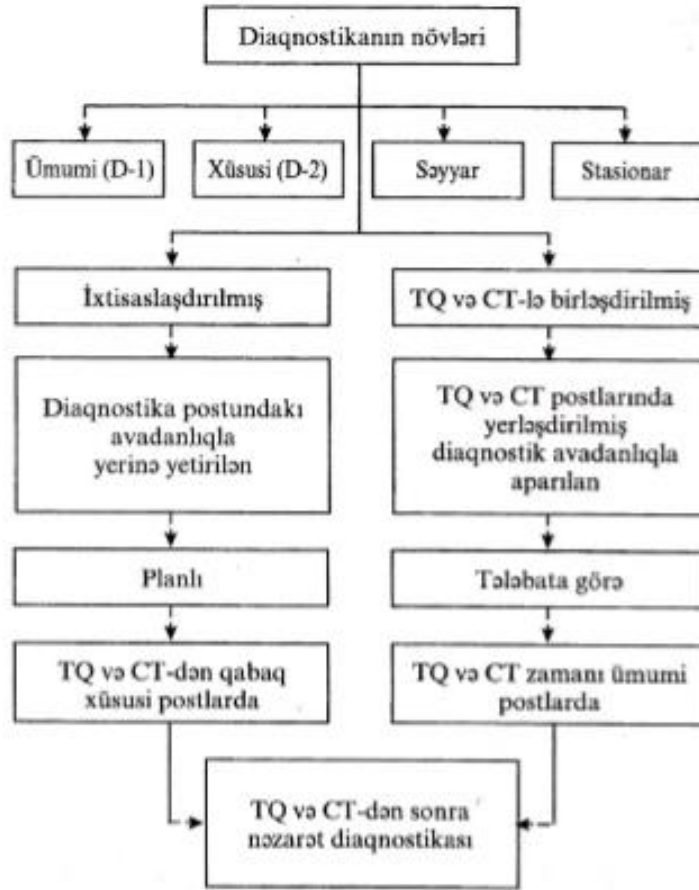 Diaqnostikanın növləri
Ümumi (D-1)
Xüsusi (D-2)
Səyyar
Stasionar
İxtisaslaşdırılmış
TQ və CT-lə birləşdirilmiş
Diaqnostika postundakı
avadanlıqla
yerinə yetirilən
TQ və CT postlarında
yerləşdirilmiş
diaqnostik avadanlıqla
aparılan
Planlı
Tələbata görə
TQ və CT-dən qabaq
xüsusi postlarda
TQ və CT zamanı ümumi
postlarda
TQ və CT-dən sonra
nəzarət diaqnostikası